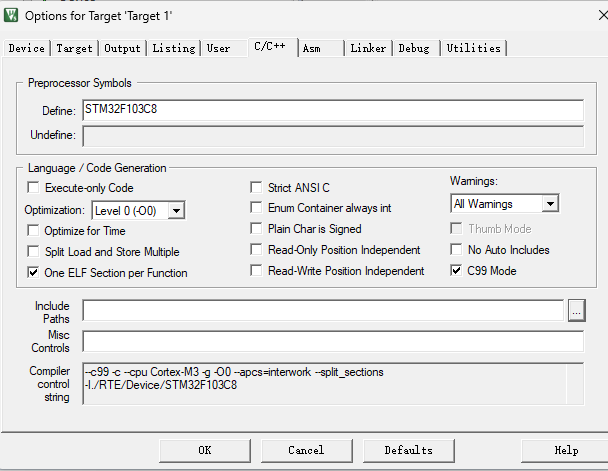 Options for Target 'Target 1'
Device Target Output Listing User C/C++ Asm Linker Debug Utilities
Preprocessor Symbols
Define: STM32F103C8
Undefine:
Language / Code Generation
Execute-only Code Strict ANSI C Warnings:
Optimization: Level 0 (-O0) Enum Container always int All Warnings
Optimize for Time Plain Char is Signed Thumb Mode
Split Load and Store Multiple Read-Only Position Independent No Auto Includes
One ELF Section per Function Read-Write Position Independent C99 Mode
Include
Paths
...
Misc
Controls
Compiler
control
string
--c99 -c --cpu Cortex-M3 -g -O0 --apcs=interwork --split_sections
-I./RTE/Device/STM32F103C8
OK Cancel Defaults Help